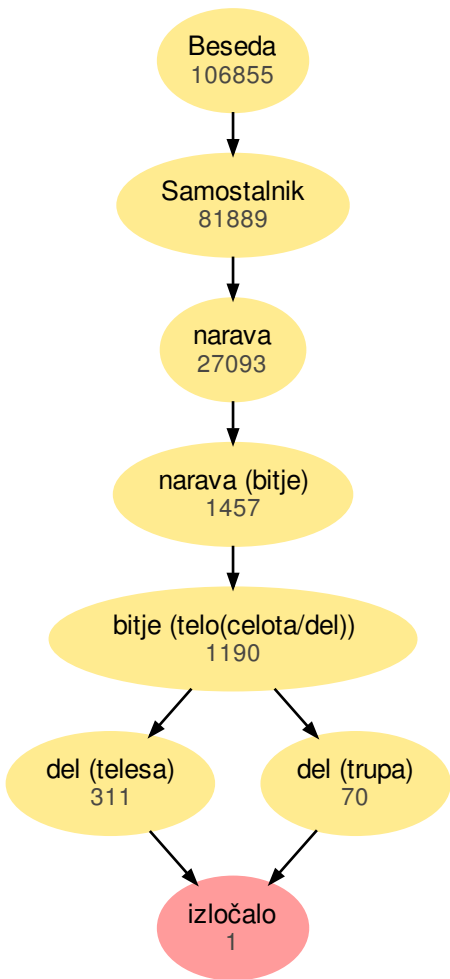 Beseda
106855
Samostalnik
81889
narava
27093
narava (bitje)
1457
bitje (telo(celota/del))
1190
del (telesa)
311
del (trupa)
70
izločalo
1